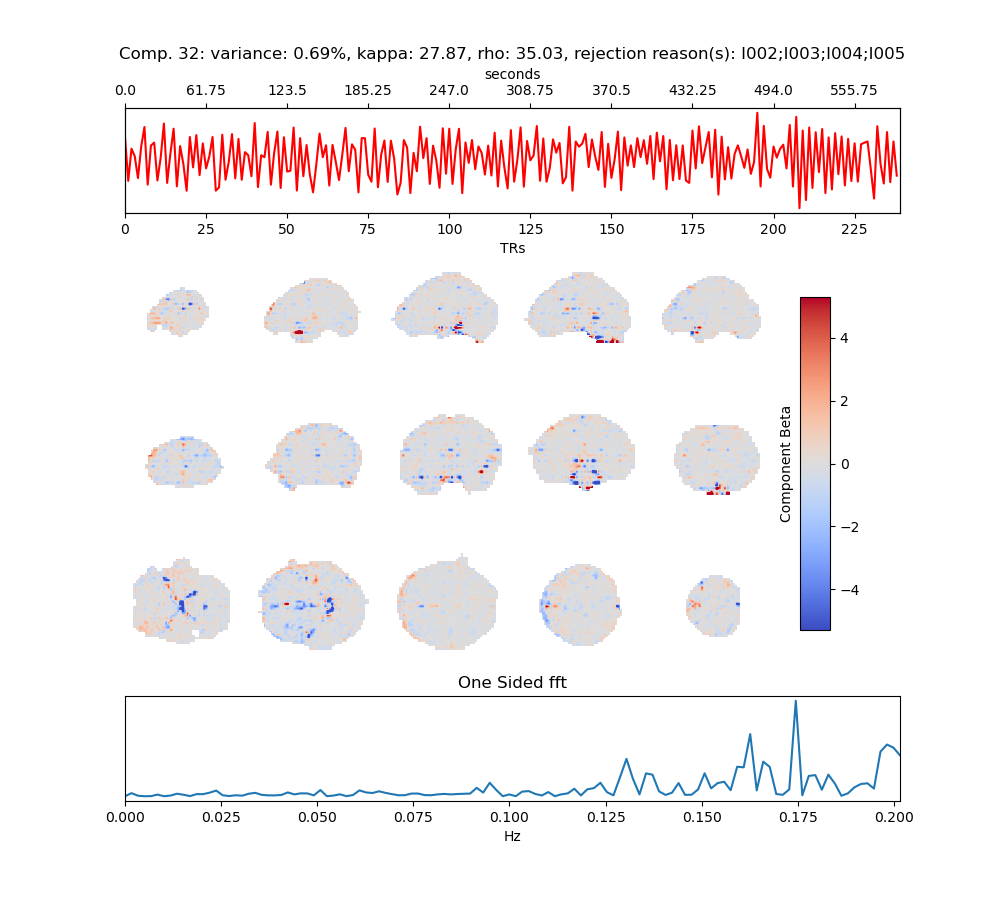 Comp. 32: variance: 0.69%, kappa: 27.87, rho: 35.03, rejection reason(s): I002;I003;I004;I005
seconds
0.0 61.75 123.5 185.25 247.0 308.75 370.5 432.25 494.0 555.75
0 25 50 75 100 125 150 175 200 225
TRs
4
2
0
−2
−4
Component Beta
One Sided fft
0.000 0.025 0.050 0.075 0.100 0.125 0.150 0.175 0.200
Hz